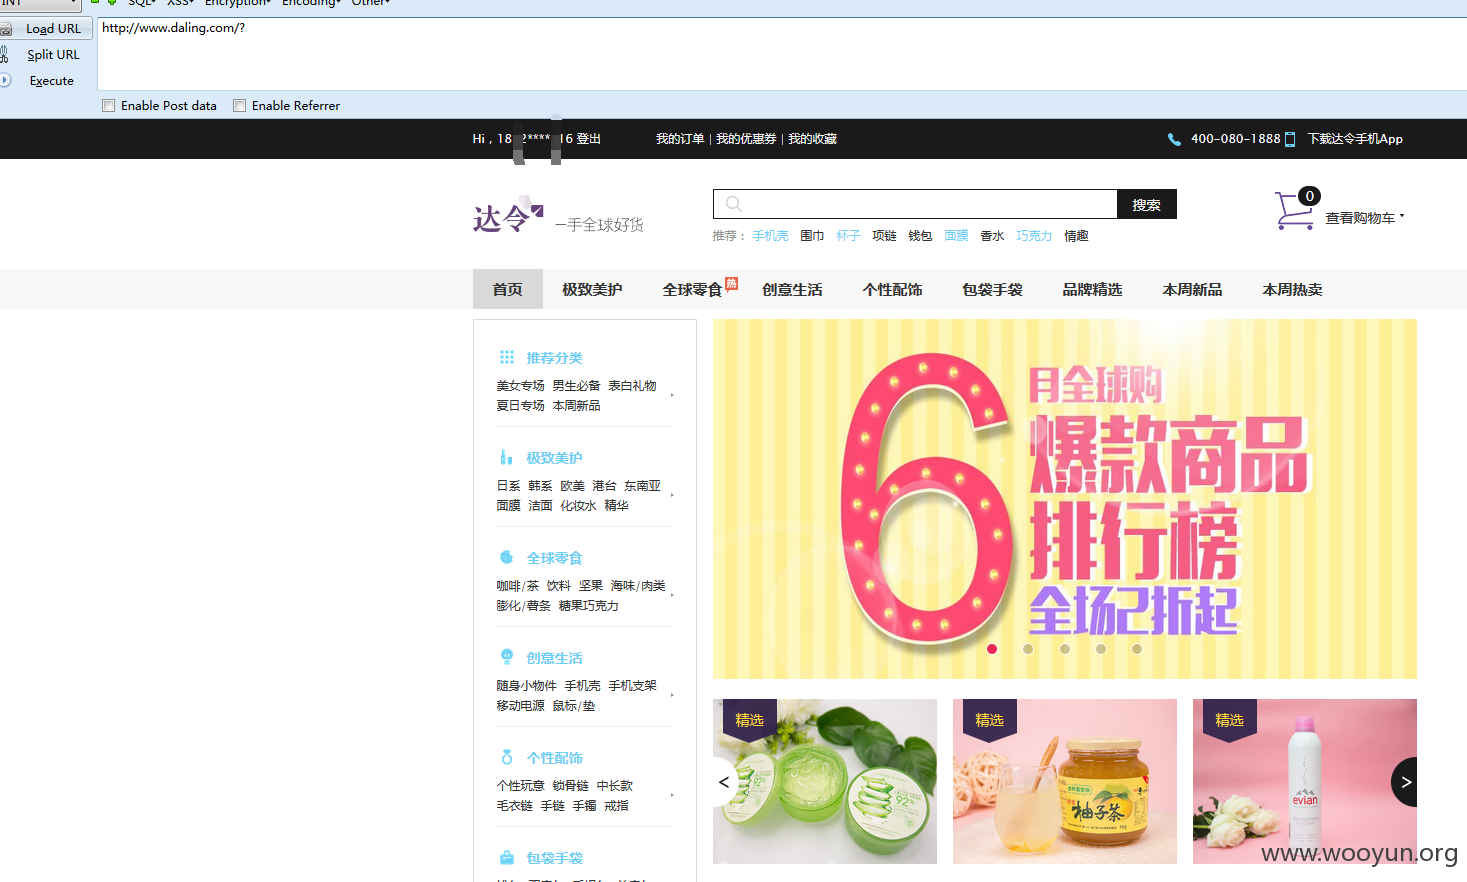 INT SQL▾ XSS▾ Encryption▾ Encoding▾ Other▾
Load URL http://www.daling.com/?
Split URL
Execute
Enable Post data Enable Referrer
Hi，18 2**** 16 登出 我的订单 | 我的优惠券 | 我的收藏 400-080-1888 下载达令手机App
达令 一手全球好货 搜索 0 查看购物车
推荐： 手机壳 围巾 杯子 项链 钱包 面膜 香水 巧克力 情趣
首页 极致美护 全球零食 热 创意生活 个性配饰 包袋手袋 品牌精选 本周新品 本周热卖
推荐分类
美女专场 男生必备 表白礼物
夏日专场 本周新品
极致美护
日系 韩系 欧美 港台 东南亚
面膜 洁面 化妆水 精华
全球零食
咖啡/茶 饮料 坚果 海味/肉类
膨化/薯条 糖果巧克力
创意生活
随身小物件 手机壳 手机支架
移动电源 鼠标/垫
个性配饰
个性玩意 锁骨链 中长款
毛衣链 手链 手镯 戒指
包袋手袋
6
月全球购
爆款商品
排行榜
全场2折起
精选 精选 精选
92%
92%
柚子茶
evian
< >
www.wooyun.org